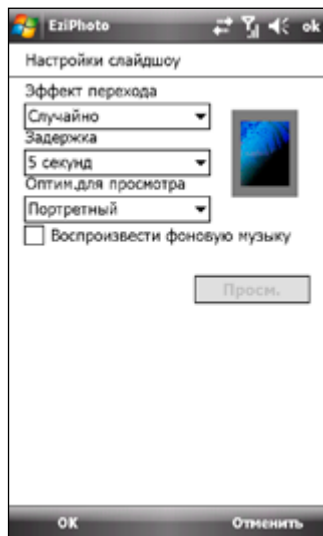 EziPhoto ok
Настройки слайдшоу
Эффект перехода
Случайно
Задержка
5 секунд
Оптим.для просмотра
Портретный
Воспроизвести фоновую музыку
Просм.
ОК Отменить